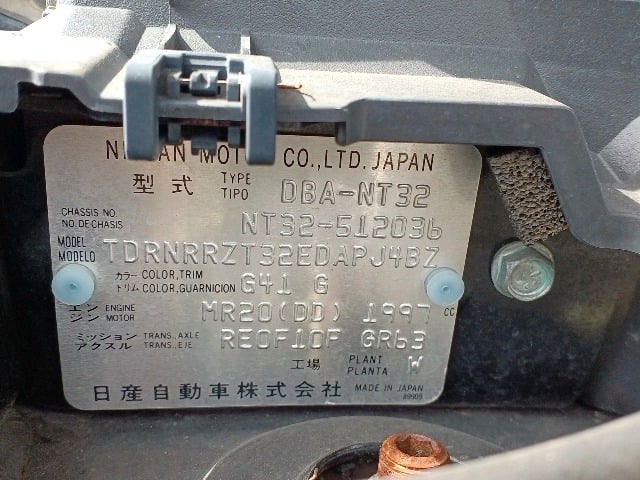 NISSAN MOTOR CO.,LTD. JAPAN
型式 TYPE TIPO DBA-NT32
CHASSIS NO. NO. DE CHASIS NT32-512036
MODEL MODELO TDRNRRZT32EDAPJ4BZ
カラー COLOR,TRIM
トリム COLOR, GUARNICION G41 G
エンジン ENGINE MOTOR MR20(DD) 1997 CC
ミッション TRANS. AXLE アクスル TRANS., EJE RE0F10F GR63
工場 PLANT PLANTA W
日産自動車株式会社 MADE IN JAPAN